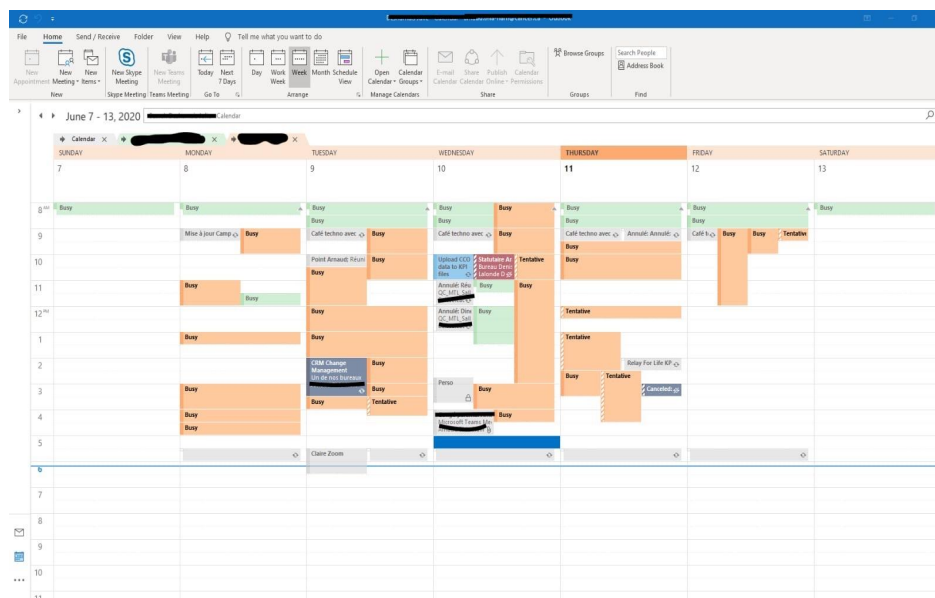 File Home Send / Receive Folder View Help Tell me what you want to do
New Appointment
New Meeting
New Items
New Skype Meeting
New Teams Meeting
Today
Next 7 Days
Day
Work Week
Week
Month
Schedule View
Open Calendar
Calendar Groups
E-mail Calendar
Share Calendar
Publish Online
Calendar Permissions
Browse Groups
Search People
Address Book
New Skype Meeting Teams Meeting Go To Arrange Manage Calendars Share Groups Find
June 7 - 13, 2020
Calendar
Calendar
SUNDAY MONDAY TUESDAY WEDNESDAY THURSDAY FRIDAY SATURDAY
7 8 9 10 11 12 13
8 AM Busy Busy Busy Busy Busy Busy Busy Busy
Busy Busy Busy Busy
9 Mise à jour Camp Busy Café techno avec Busy Café techno avec Busy Café techno avec Annulé: Annulé: Busy Busy Tentative
Busy
10 Point Arnaud: Réuni Upload CCO Tentative Busy
data to KPI Bureau
files Lalonde D
Busy
11 Busy Annulé: Réu Busy Busy
Busy QC_MTL_Sal
12 PM Busy Annulé: Dîne Busy Tentative
QC_MTL_Sal
1 Busy Busy Tentative
2 CRM Change Management Busy Relay For Life KP
Un de nos bureaux
Busy Tentative
3 Busy Busy Perso Busy Canceled:
Busy Tentative
4 Busy Busy
Microsoft Teams Me
Busy
5 Claire Zoom
6
7
8
9
10
11